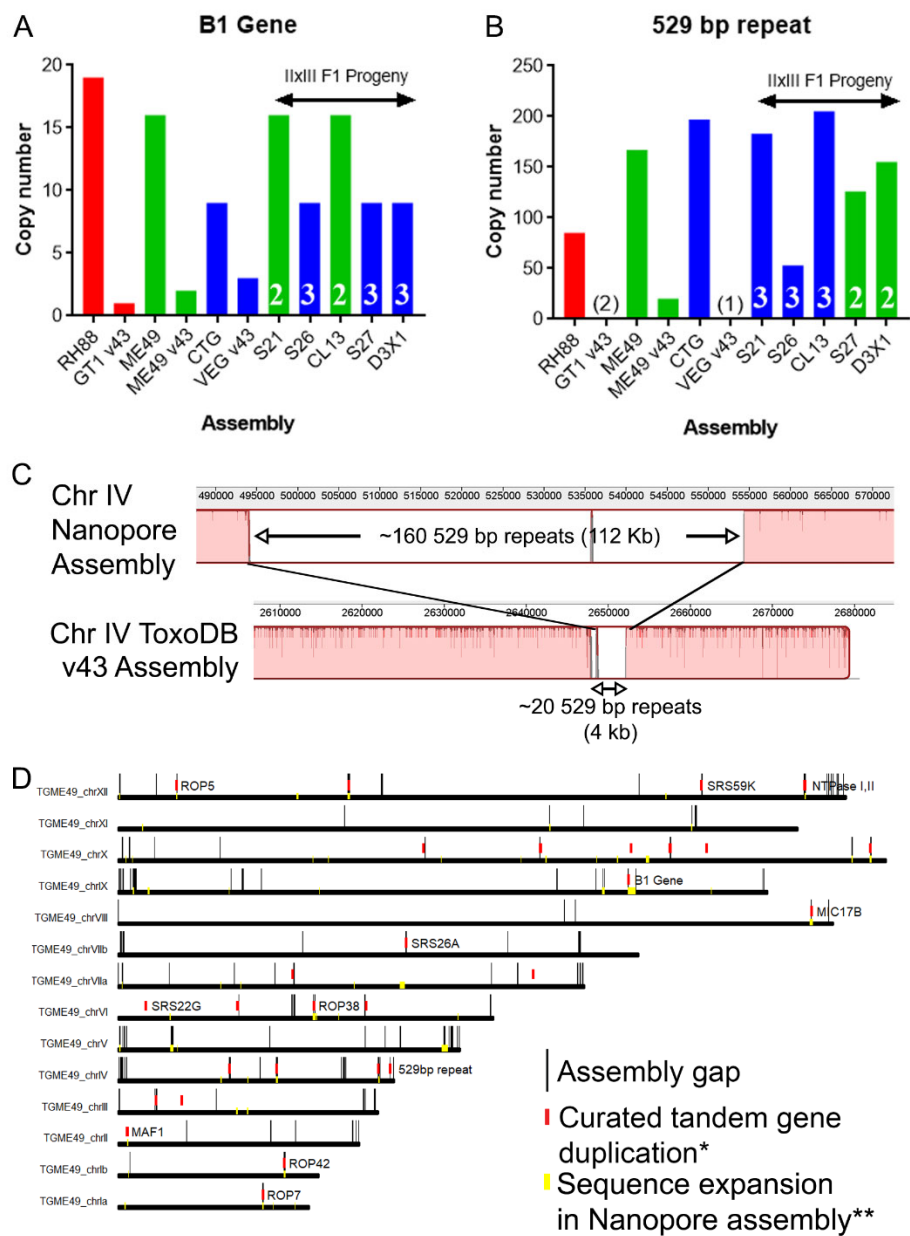 A
B1 Gene
IIxIII F1 Progeny
Copy number
20
15
10
5
0
2
3
2
3
3
RH88
GT1 v43
ME49
ME49 v43
CTG
VEG v43
S21
S26
CL13
S27
D3X1
Assembly
B
529 bp repeat
IIxIII F1 Progeny
Copy number
250
200
150
100
50
0
(2)
(1)
3
3
3
2
2
RH88
GT1 v43
ME49
ME49 v43
CTG
VEG v43
S21
S26
CL13
S27
D3X1
Assembly
C
Chr IV
Nanopore
Assembly
490000 495000 500000 505000 510000 515000 520000 525000 530000 535000 540000 545000 550000 555000 560000 565000 570000
~160 529 bp repeats (112 Kb)
2610000 2620000 2630000 2640000 2650000 2660000 2670000 2680000
Chr IV ToxoDB
v43 Assembly
~20 529 bp repeats
(4 kb)
D
TGME49_chrXII ROP5 SRS59K NTPase I,II
TGME49_chrXI
TGME49_chrX
TGME49_chrIX B1 Gene
TGME49_chrVIII MIC17B
TGME49_chrVIIb SRS26A
TGME49_chrVIIa
TGME49_chrVI SRS22G ROP38
TGME49_chrV
TGME49_chrIV 529bp repeat
TGME49_chrIII
TGME49_chrII MAF1
TGME49_chrIb ROP42
TGME49_chrIa ROP7
Assembly gap
Curated tandem gene
duplication*
Sequence expansion
in Nanopore assembly**